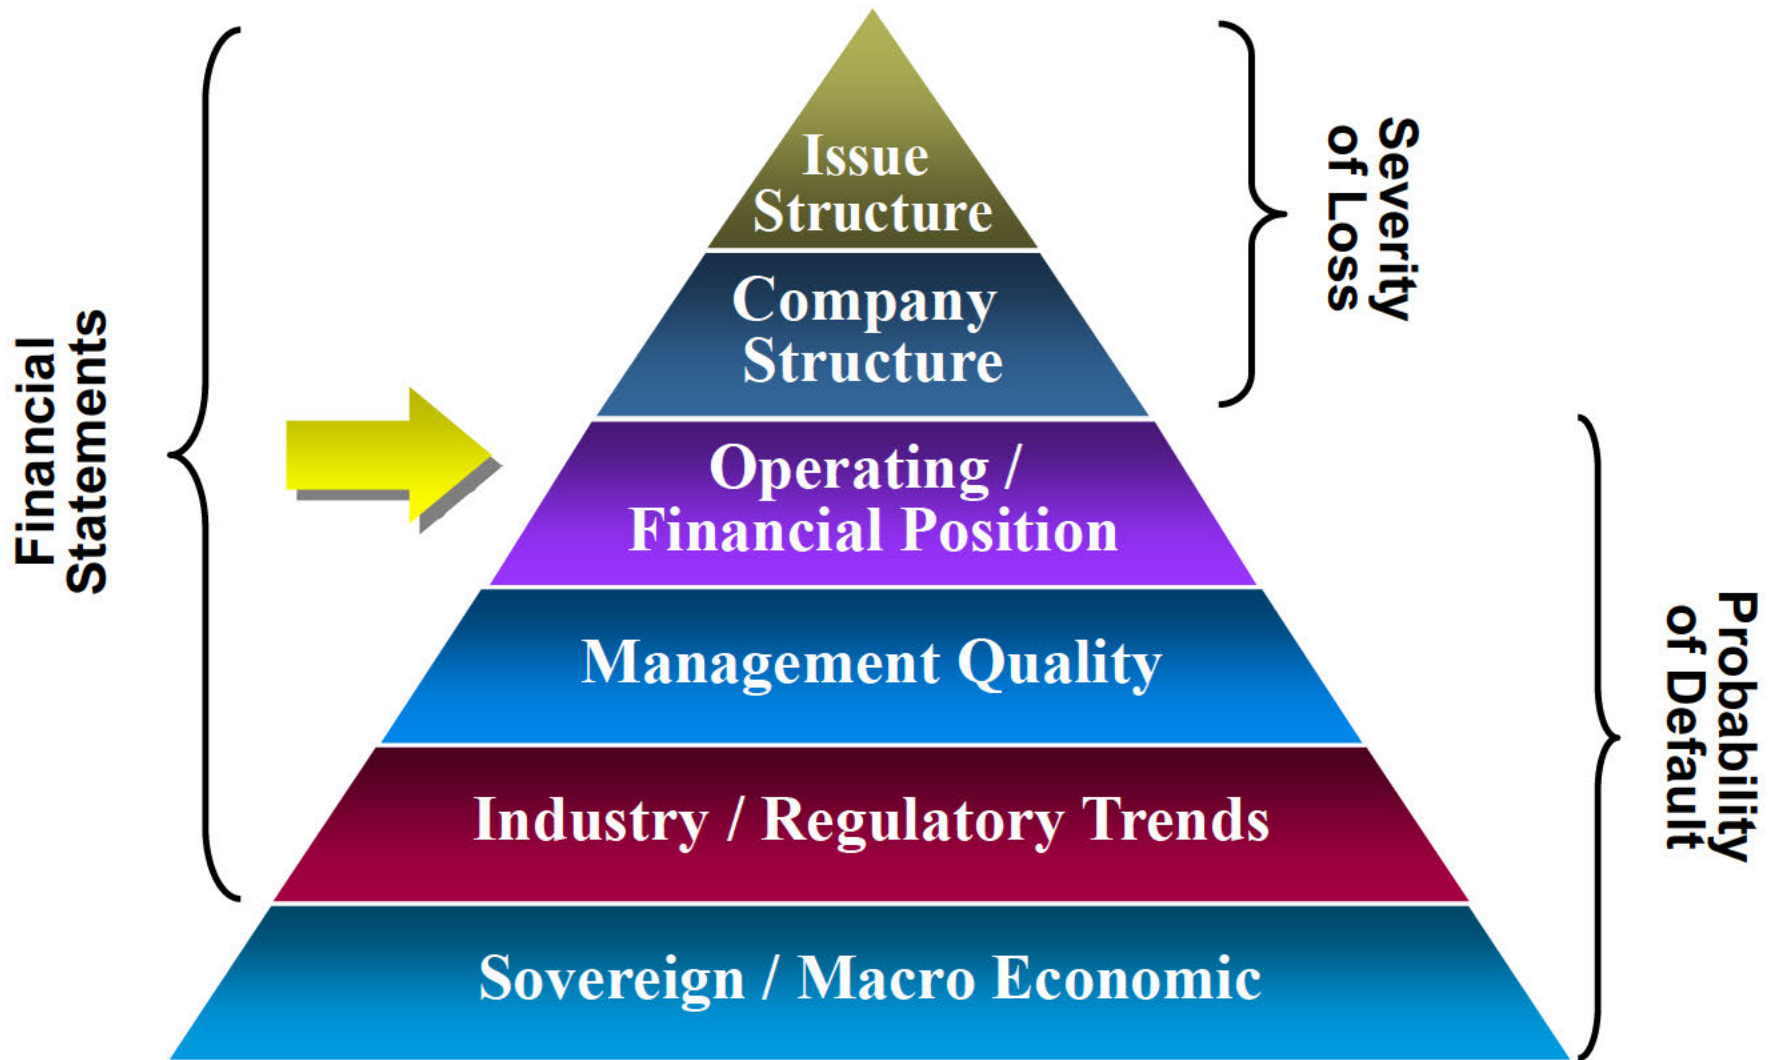 Financial
Statements
Issue
Structure
Company
Structure
Operating /
Financial Position
Management Quality
Industry / Regulatory Trends
Sovereign / Macro Economic
Severity
of Loss
Probability
of Default